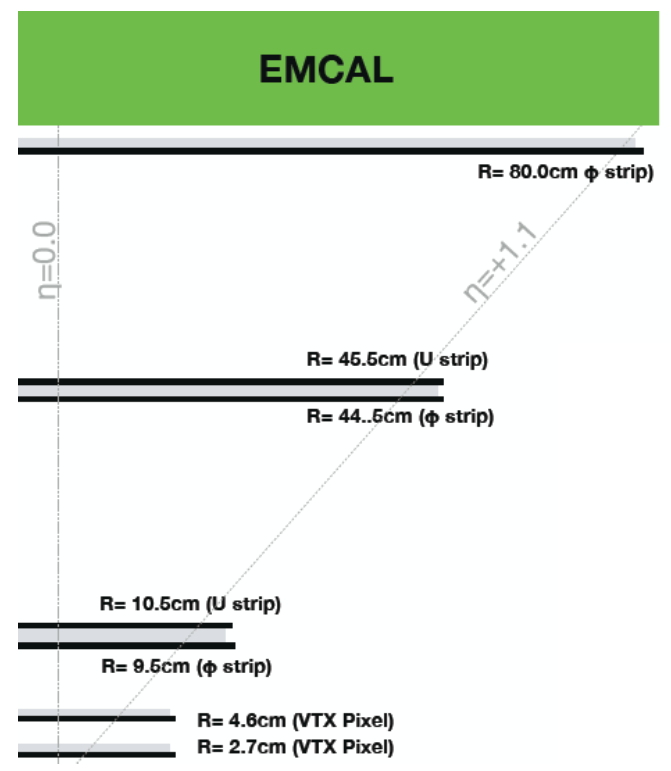 EMCAL
R= 80.0cm ϕ strip)
η=0.0
η=+1.1
R= 45.5cm (U strip)
R= 44..5cm (ϕ strip)
R= 10.5cm (U strip)
R= 9.5cm (ϕ strip)
R= 4.6cm (VTX Pixel)
R= 2.7cm (VTX Pixel)